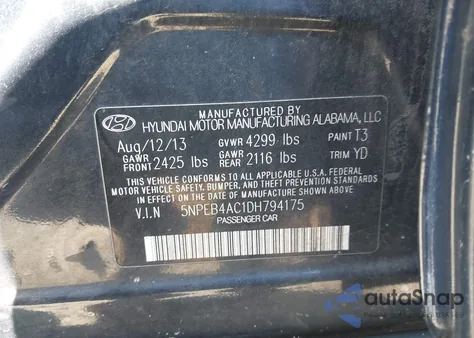 MANUFACTURED BY
HYUNDAI MOTOR MANUFACTURING ALABAMA, LLC
Aug/12/13 GVWR 4299 lbs PAINT T3
GAWR FRONT 2425 lbs GAWR REAR 2116 lbs TRIM YD
THIS VEHICLE CONFORMS TO ALL APPLICABLE U.S.A. FEDERAL
MOTOR VEHICLE SAFETY, BUMPER, AND THEFT PREVENTION
STANDARDS IN EFFECT ON THE DATE OF MANUFACTURE SHOWN ABOVE.
V.I.N 5NPEB4AC1DH794175
PASSENGER CAR
autoSnap